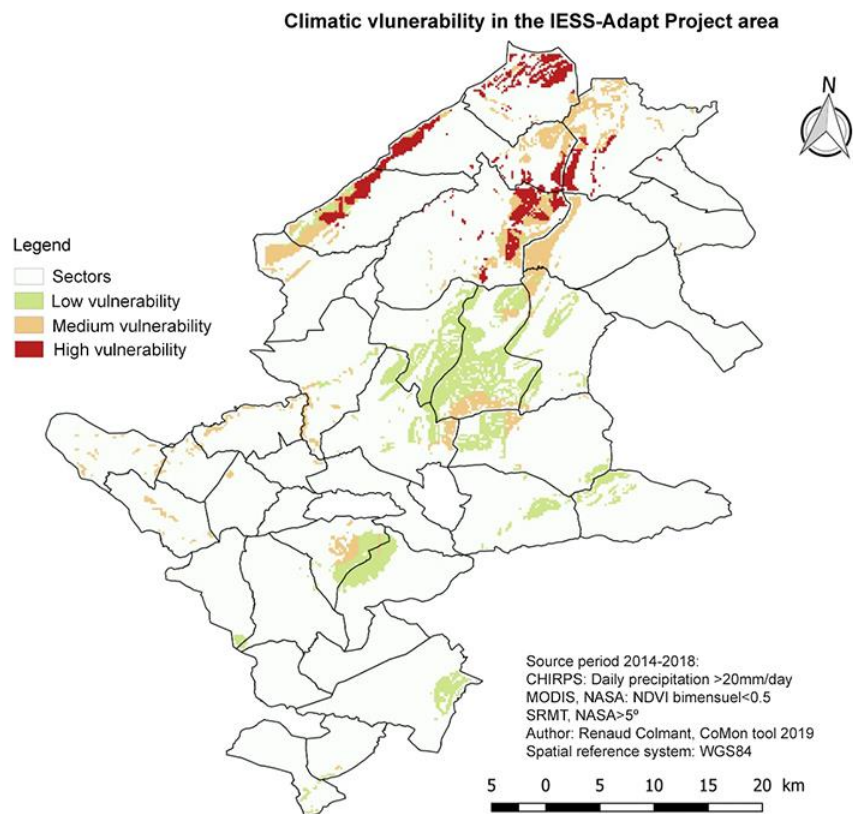 Climatic vlunerability in the IESS-Adapt Project area
N
Legend
Sectors
Low vulnerability
Medium vulnerability
High vulnerability
Source period 2014-2018:
CHIRPS: Daily precipitation >20mm/day
MODIS, NASA: NDVI bimensuel<0.5
SRMT, NASA>5º
Author: Renaud Colmant, CoMon tool 2019
Spatial reference system: WGS84
5 0 5 10 15 20 km